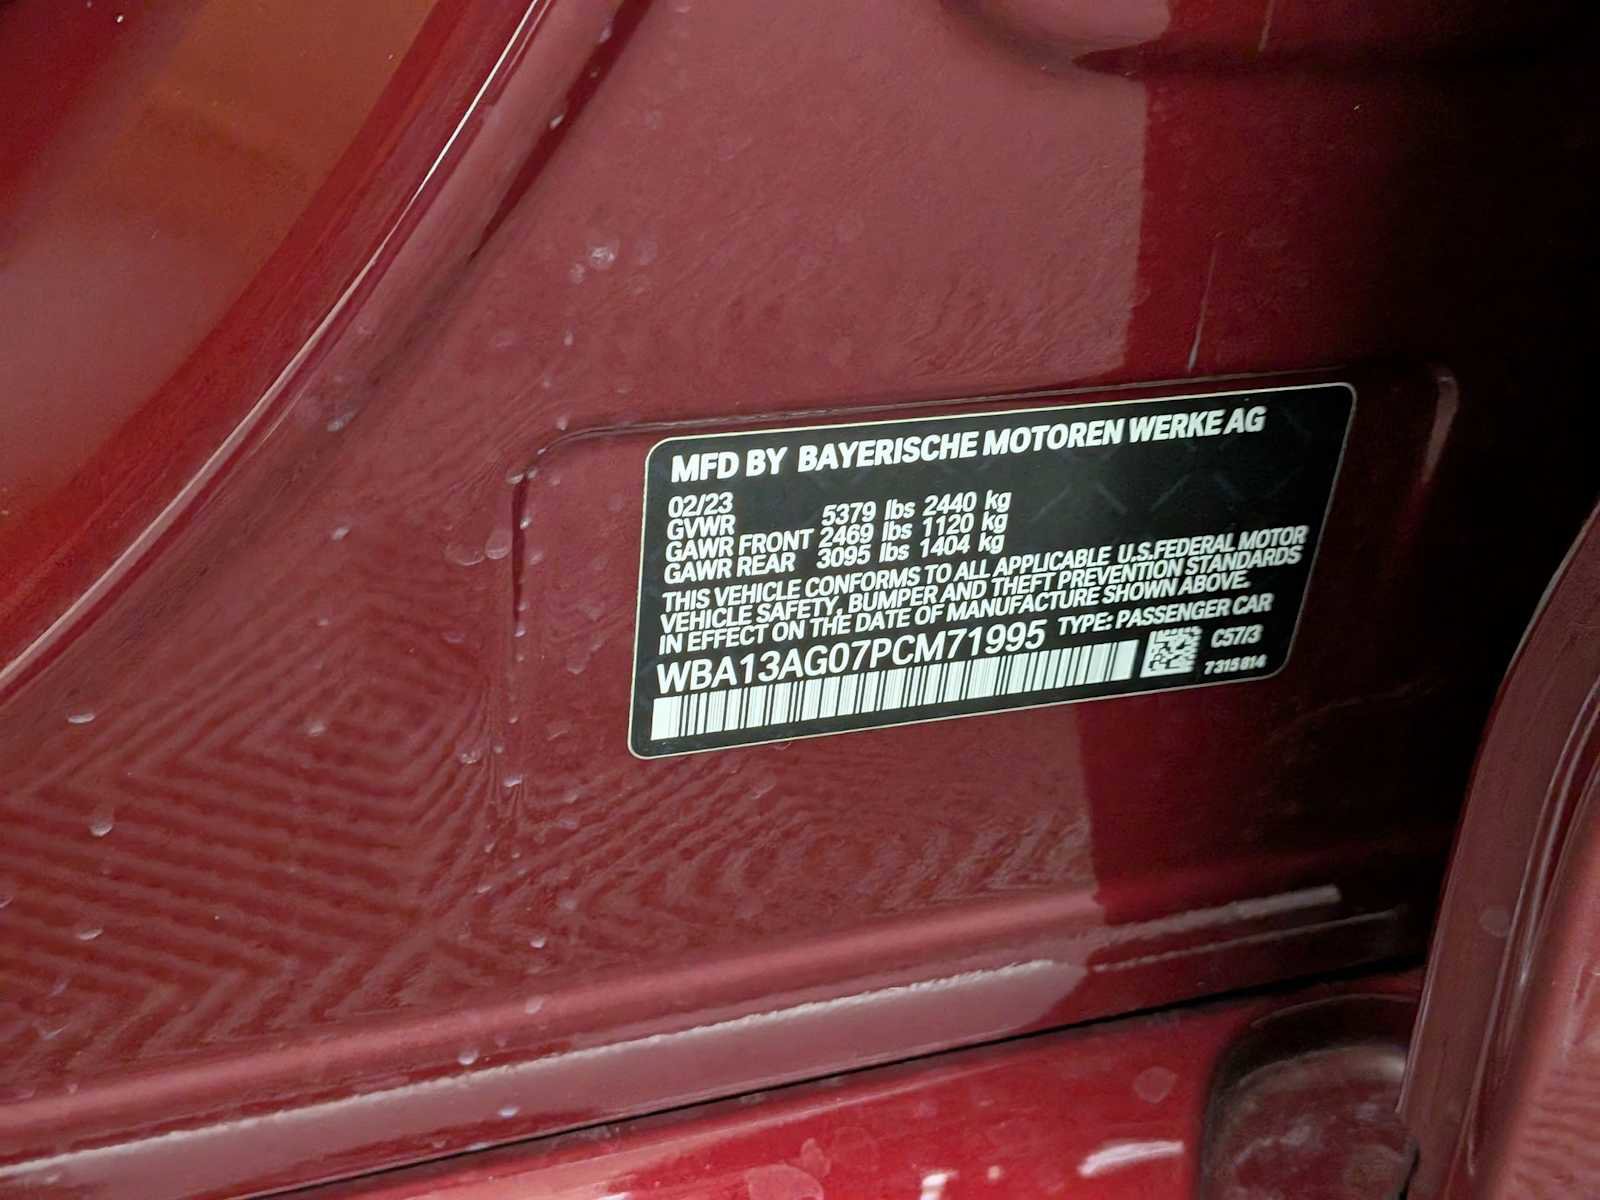 MFD BY BAYERISCHE MOTOREN WERKE AG
02/23
GVWR 5379 lbs 2440 kg
GAWR FRONT 2469 lbs 1120 kg
GAWR REAR 3095 lbs 1404 kg
THIS VEHICLE CONFORMS TO ALL APPLICABLE U.S.FEDERAL MOTOR
VEHICLE SAFETY, BUMPER AND THEFT PREVENTION STANDARDS
IN EFFECT ON THE DATE OF MANUFACTURE SHOWN ABOVE.
WBA13AG07PCM71995 TYPE: PASSENGER CAR
C57/3
7315814